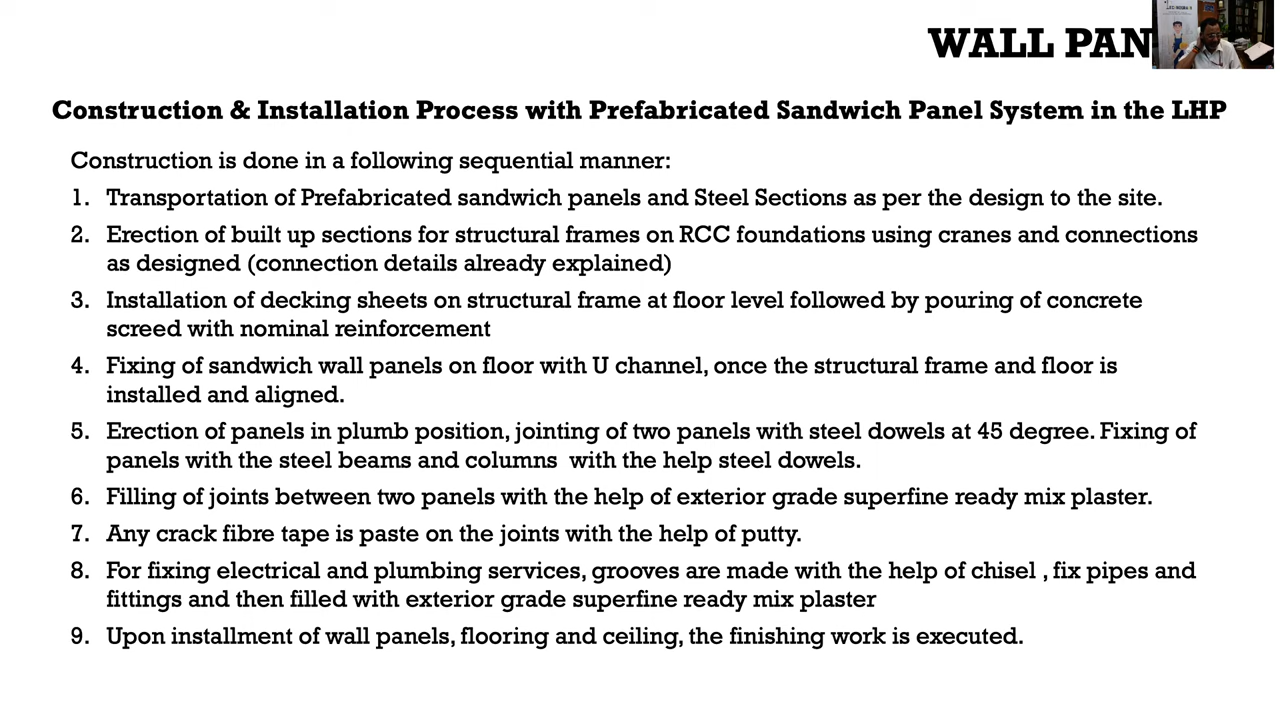 WALL PAN
Construction & Installation Process with Prefabricated Sandwich Panel System in the LHP
Construction is done in a following sequential manner:
1. Transportation of Prefabricated sandwich panels and Steel Sections as per the design to the site.
2. Erection of built up sections for structural frames on RCC foundations using cranes and connections
as designed (connection details already explained)
3. Installation of decking sheets on structural frame at floor level followed by pouring of concrete
screed with nominal reinforcement
4. Fixing of sandwich wall panels on floor with U channel, once the structural frame and floor is
installed and aligned.
5. Erection of panels in plumb position, jointing of two panels with steel dowels at 45 degree. Fixing of
panels with the steel beams and columns with the help steel dowels.
6. Filling of joints between two panels with the help of exterior grade superfine ready mix plaster.
7. Any crack fibre tape is paste on the joints with the help of putty.
8. For fixing electrical and plumbing services, grooves are made with the help of chisel , fix pipes and
fittings and then filled with exterior grade superfine ready mix plaster
9. Upon installment of wall panels, flooring and ceiling, the finishing work is executed.